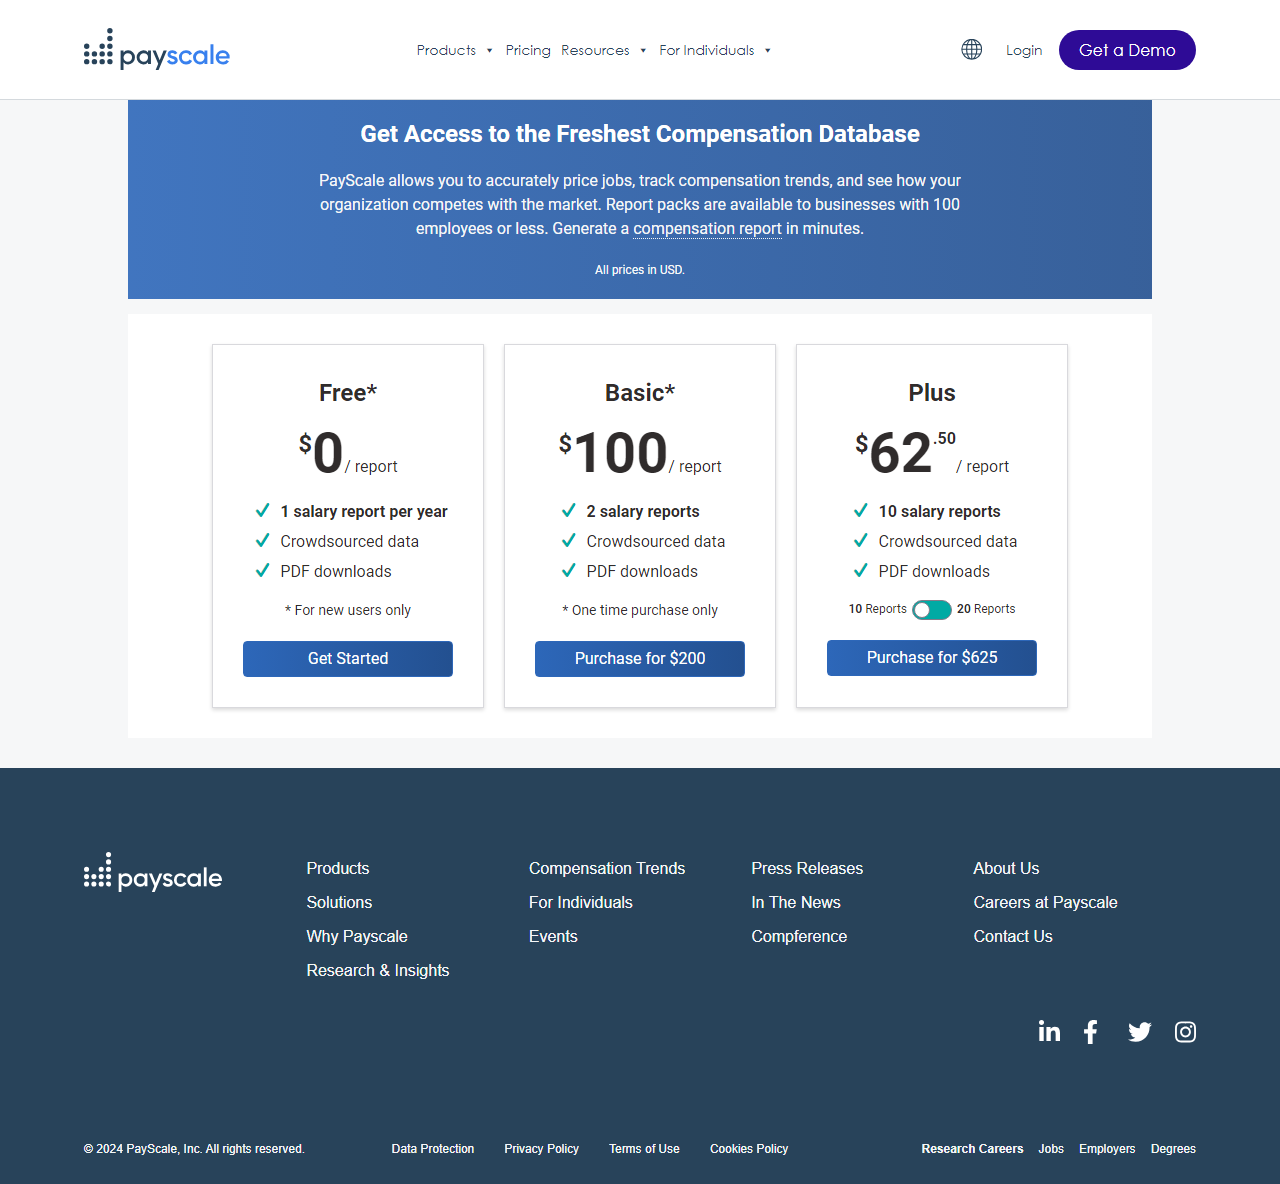 payscale
Products
Pricing
Resources
For Individuals
Login
Get a Demo
Get Access to the Freshest Compensation Database
PayScale allows you to accurately price jobs, track compensation trends, and see how your
organization competes with the market. Report packs are available to businesses with 100
employees or less. Generate a compensation report in minutes.
All prices in USD.
Free*
$0 / report
1 salary report per year
Crowdsourced data
PDF downloads
* For new users only
Get Started
Basic*
$100 / report
2 salary reports
Crowdsourced data
PDF downloads
* One time purchase only
Purchase for $200
Plus
$62.50 / report
10 salary reports
Crowdsourced data
PDF downloads
10 Reports 20 Reports
Purchase for $625
payscale
Products
Solutions
Why Payscale
Research & Insights
Compensation Trends
For Individuals
Events
Press Releases
In The News
Compference
About Us
Careers at Payscale
Contact Us
© 2024 PayScale, Inc. All rights reserved.
Data Protection
Privacy Policy
Terms of Use
Cookies Policy
Research Careers
Jobs
Employers
Degrees